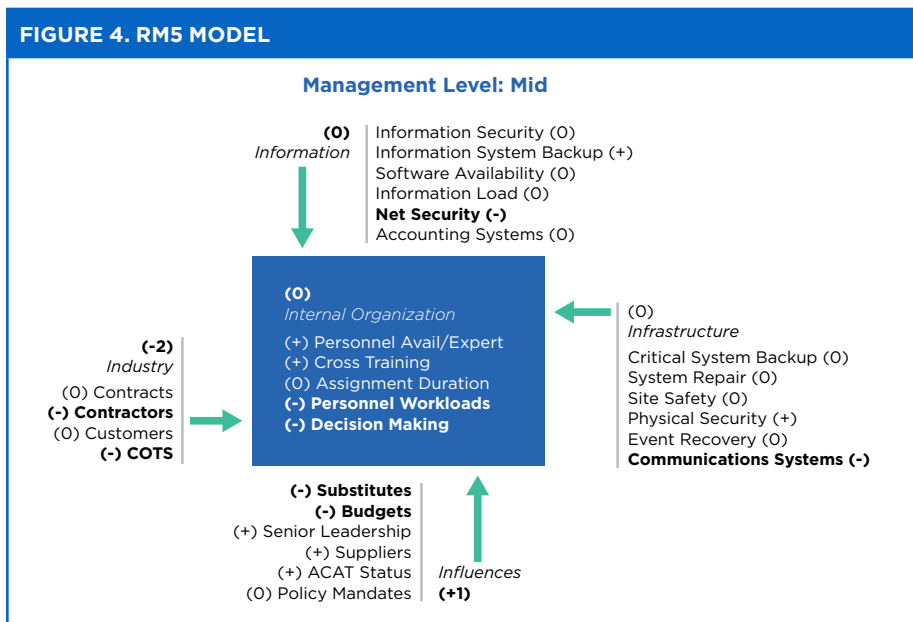 FIGURE 4. RM5 MODEL
Management Level: Mid
(0)
Information
Information Security (0)
Information System Backup (+)
Software Availability (0)
Information Load (0)
Net Security (-)
Accounting Systems (0)
(-2)
Industry
(0) Contracts
(-) Contractors
(0) Customers
(-) COTS
(0)
Internal Organization
(+) Personnel Avail/Expert
(+) Cross Training
(0) Assignment Duration
(-) Personnel Workloads
(-) Decision Making
(0)
Infrastructure
Critical System Backup (0)
System Repair (0)
Site Safety (0)
Physical Security (+)
Event Recovery (0)
Communications Systems (-)
(-) Substitutes
(-) Budgets
(+) Senior Leadership
(+) Suppliers
(+) ACAT Status
(0) Policy Mandates
Influences
(+1)